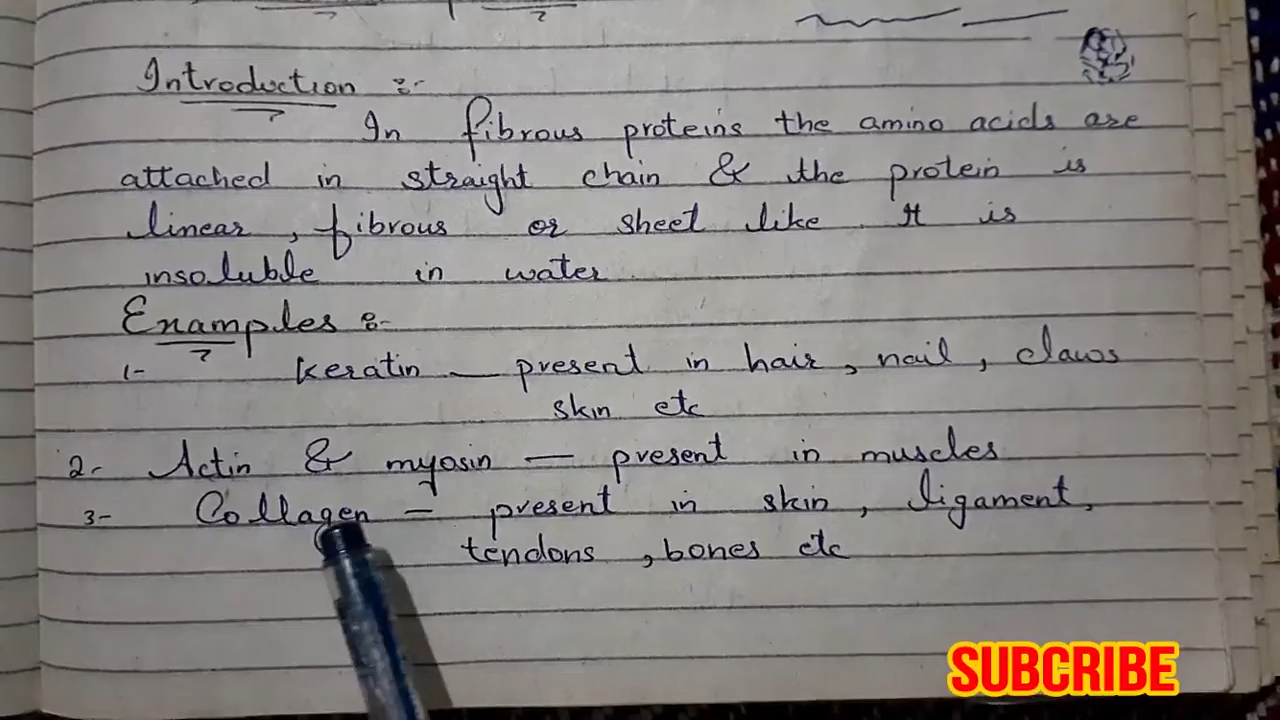 Introduction :-
In fibrous proteins the amino acids are
attached in straight chain & the protein is
linear, fibrous or sheet like. It is
insoluble in water.
Examples :-
1- Keratin — present in hair, nail, claws
skin etc
2- Actin & myosin — present in muscles
3- Collagen — present in skin, ligament,
tendons, bones etc
SUBCRIBE